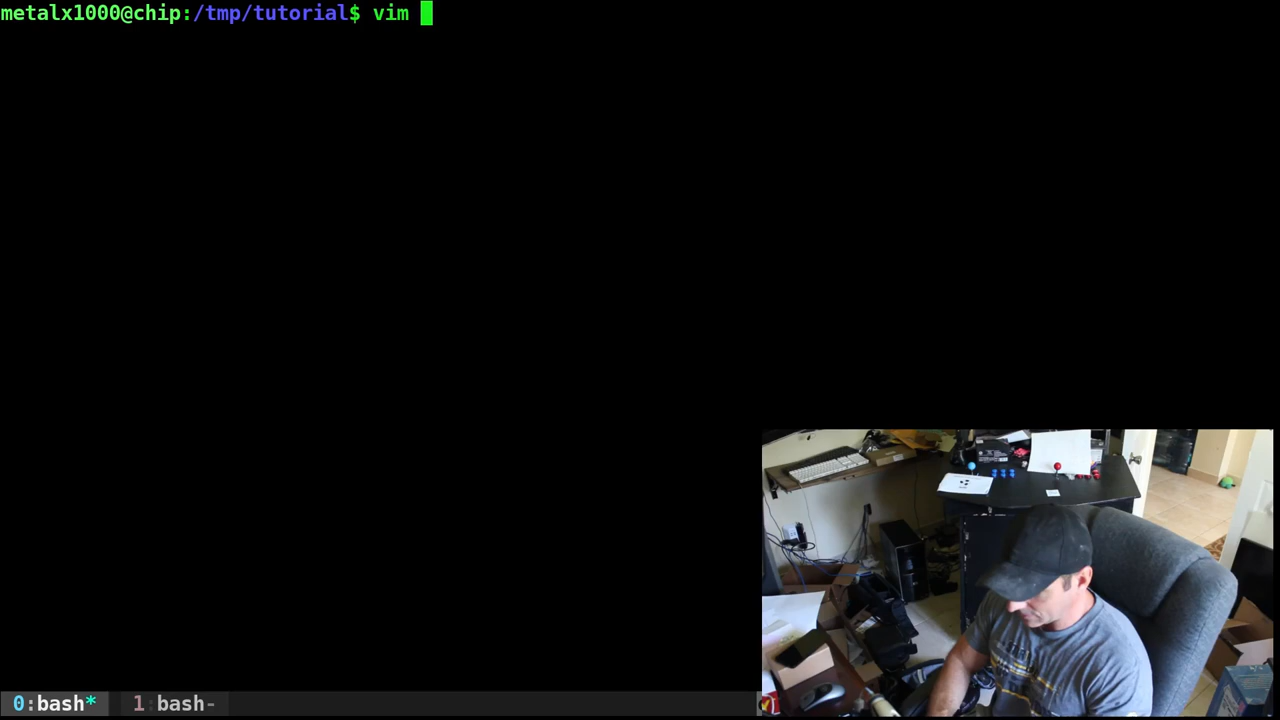 metalx1000@chip:/tmp/tutorial$ vim
0:bash* 1:bash-